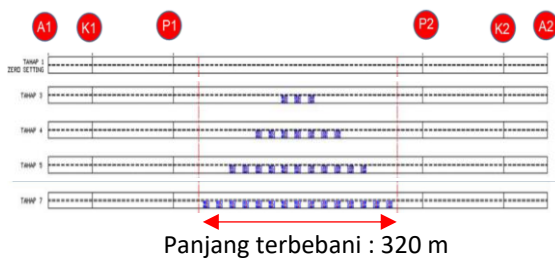 A1 K1 P1 P2 K2 A2
TAHAP 1
ZERO SETTING
TAHAP 3
TAHAP 4
TAHAP 5
TAHAP 7
Panjang terbebani : 320 m